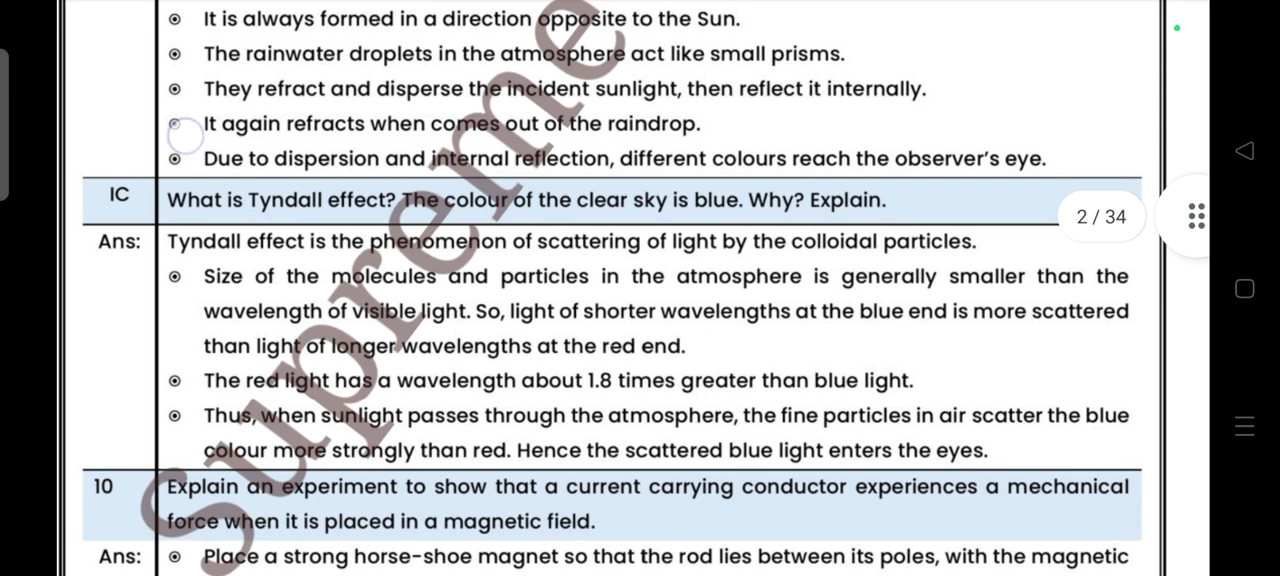 It is always formed in a direction opposite to the Sun.
The rainwater droplets in the atmosphere act like small prisms.
They refract and disperse the incident sunlight, then reflect it internally.
It again refracts when comes out of the raindrop.
Due to dispersion and internal reflection, different colours reach the observer's eye.
IC What is Tyndall effect? The colour of the clear sky is blue. Why? Explain.
2 / 34
Ans: Tyndall effect is the phenomenon of scattering of light by the colloidal particles.
Size of the molecules and particles in the atmosphere is generally smaller than the
wavelength of visible light. So, light of shorter wavelengths at the blue end is more scattered
than light of longer wavelengths at the red end.
The red light has a wavelength about 1.8 times greater than blue light.
Thus, when sunlight passes through the atmosphere, the fine particles in air scatter the blue
colour more strongly than red. Hence the scattered blue light enters the eyes.
10 Explain an experiment to show that a current carrying conductor experiences a mechanical
force when it is placed in a magnetic field.
Ans: Place a strong horse-shoe magnet so that the rod lies between its poles, with the magnetic
Supreme